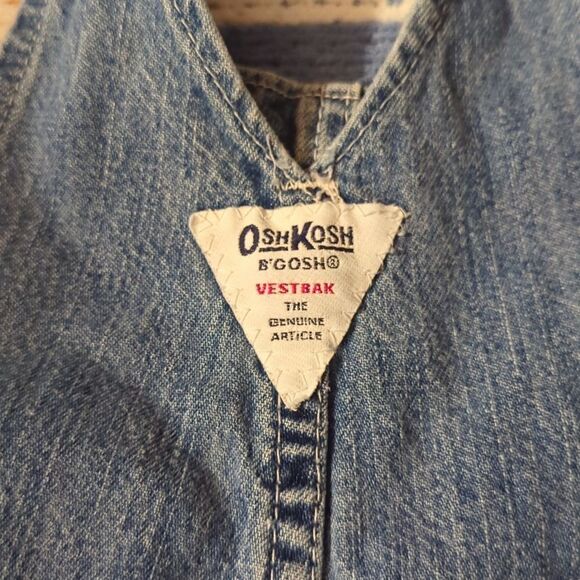 OSHKOSH
B'GOSH®
VESTBAK
THE
GENUINE
ARTICLE